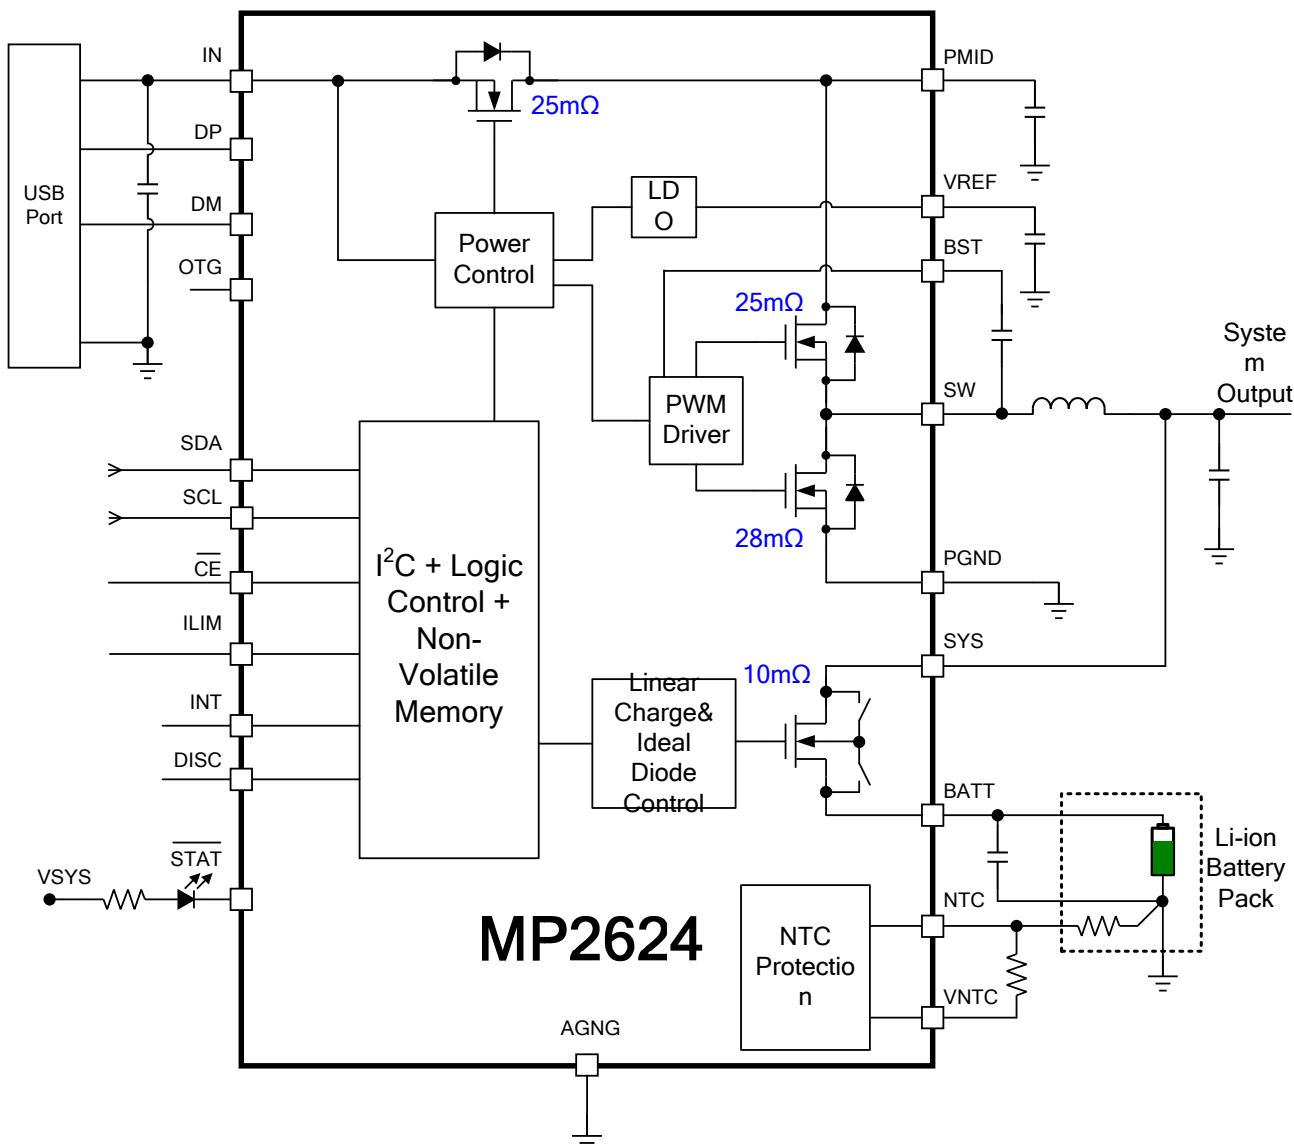 IN
PMID
25mΩ
DP
USB
Port
LD
O
VREF
DM
Power
Control
BST
OTG
25mΩ
Syste
m
Output
SW
PWM
Driver
SDA
SCL
28mΩ
CE
I²C + Logic
Control +
Non-
Volatile
Memory
PGND
ILIM
SYS
10mΩ
Linear
Charge&
Ideal
Diode
Control
INT
DISC
BATT
Li-ion
Battery
Pack
STAT
VSYS
NTC
MP2624
NTC
Protectio
n
VNTC
AGNG